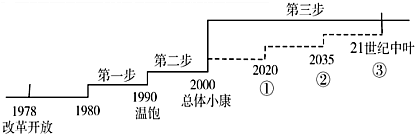 第三步
第二步
第一步
21世纪中叶
1978
改革开放
1980
1990
温饱
2000
总体小康
2020
①
2035
②
③